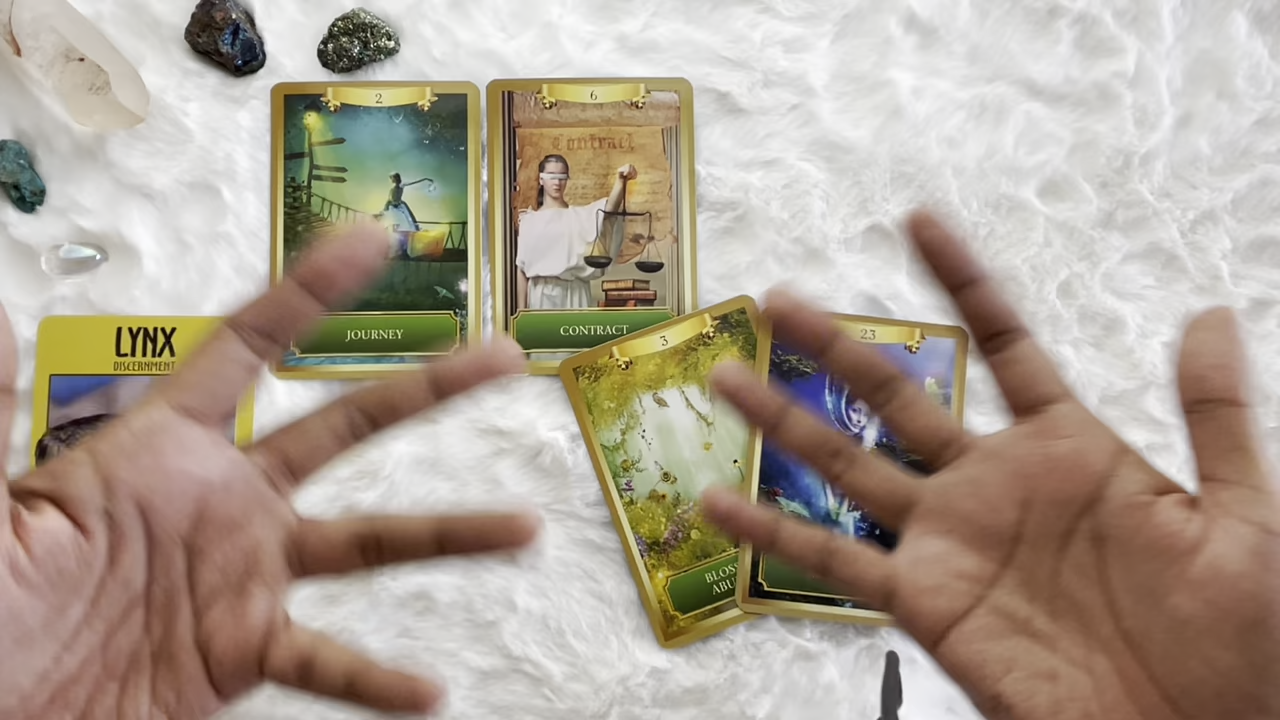 2
6
Contract
JOURNEY
CONTRACT
LYNX
DISCERNMENT
3
23